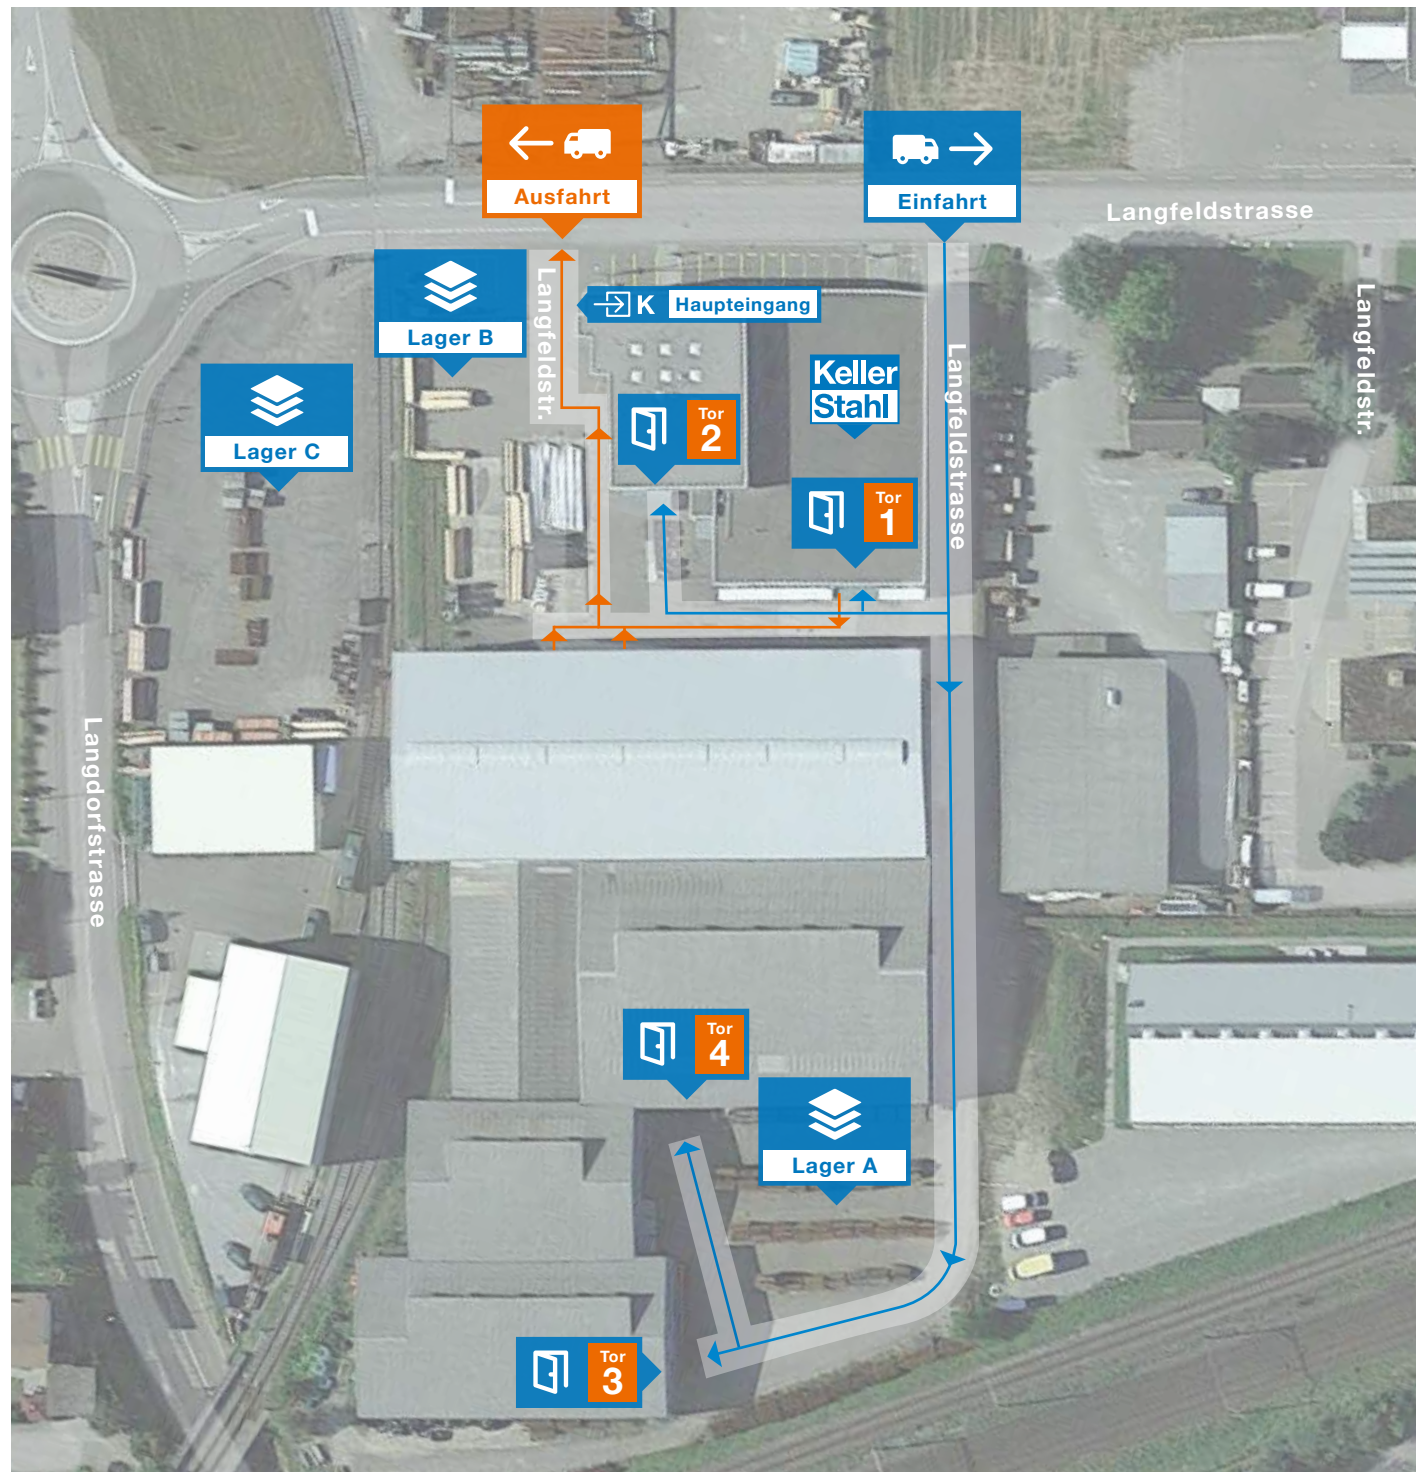 Ausfahrt
Einfahrt
Langfeldstrasse
Lager B
Langfeldstr.
K Haupteingang
Langfeldstr.
Lager C
Keller
Stahl
Langfeldstrasse
Tor
2
Tor
1
Langdorfstrasse
Tor
4
Lager A
Tor
3